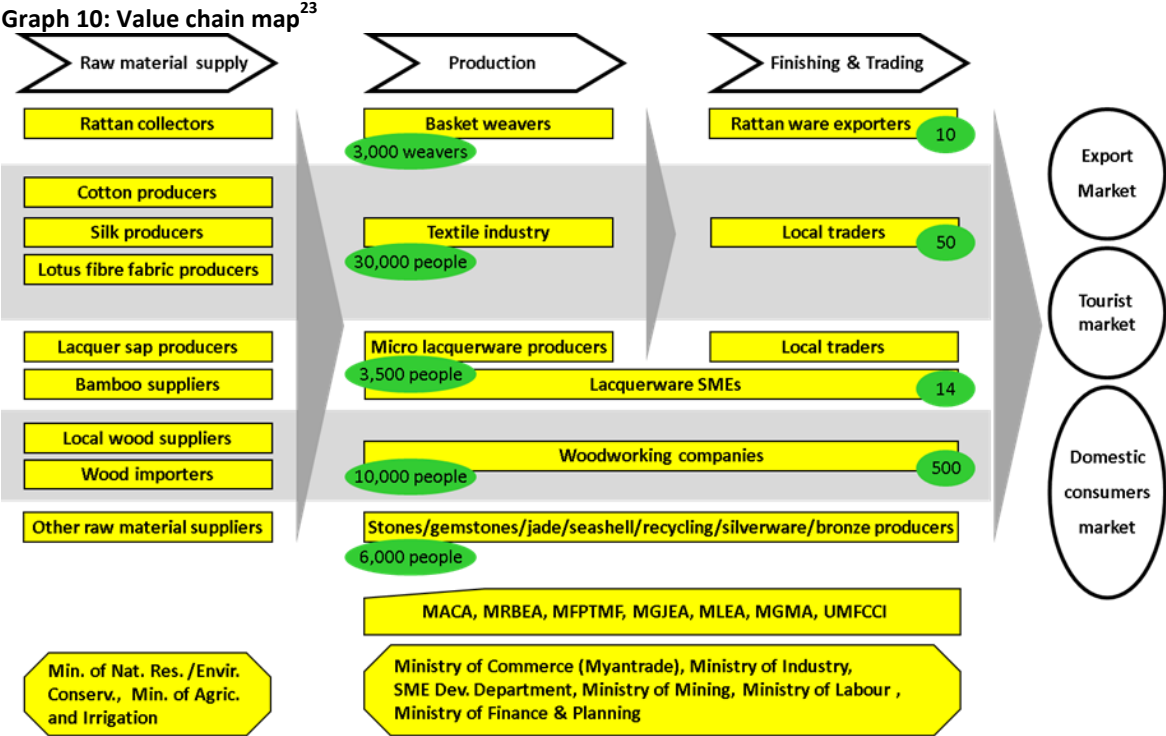 Graph 10: Value chain map23
Raw material supply
Production
Finishing & Trading
Rattan collectors
Basket weavers
3,000 weavers
Rattan ware exporters
10
Cotton producers
Silk producers
Lotus fibre fabric producers
Textile industry
30,000 people
Local traders
50
Lacquer sap producers
Bamboo suppliers
Micro lacquerware producers
3,500 people
Local traders
Lacquerware SMEs
14
Local wood suppliers
Wood importers
Woodworking companies
10,000 people
500
Other raw material suppliers
Stones/gemstones/jade/seashell/recycling/silverware/bronze producers
6,000 people
Export
Market
Tourist
market
Domestic
consumers
market
MACA, MRBEA, MFPTMF, MGJEA, MLEA, MGMA, UMFCCI
Min. of Nat. Res. /Envir.
Conserv., Min. of Agric.
and Irrigation
Ministry of Commerce (Myantrade), Ministry of Industry,
SME Dev. Department, Ministry of Mining, Ministry of Labour ,
Ministry of Finance & Planning